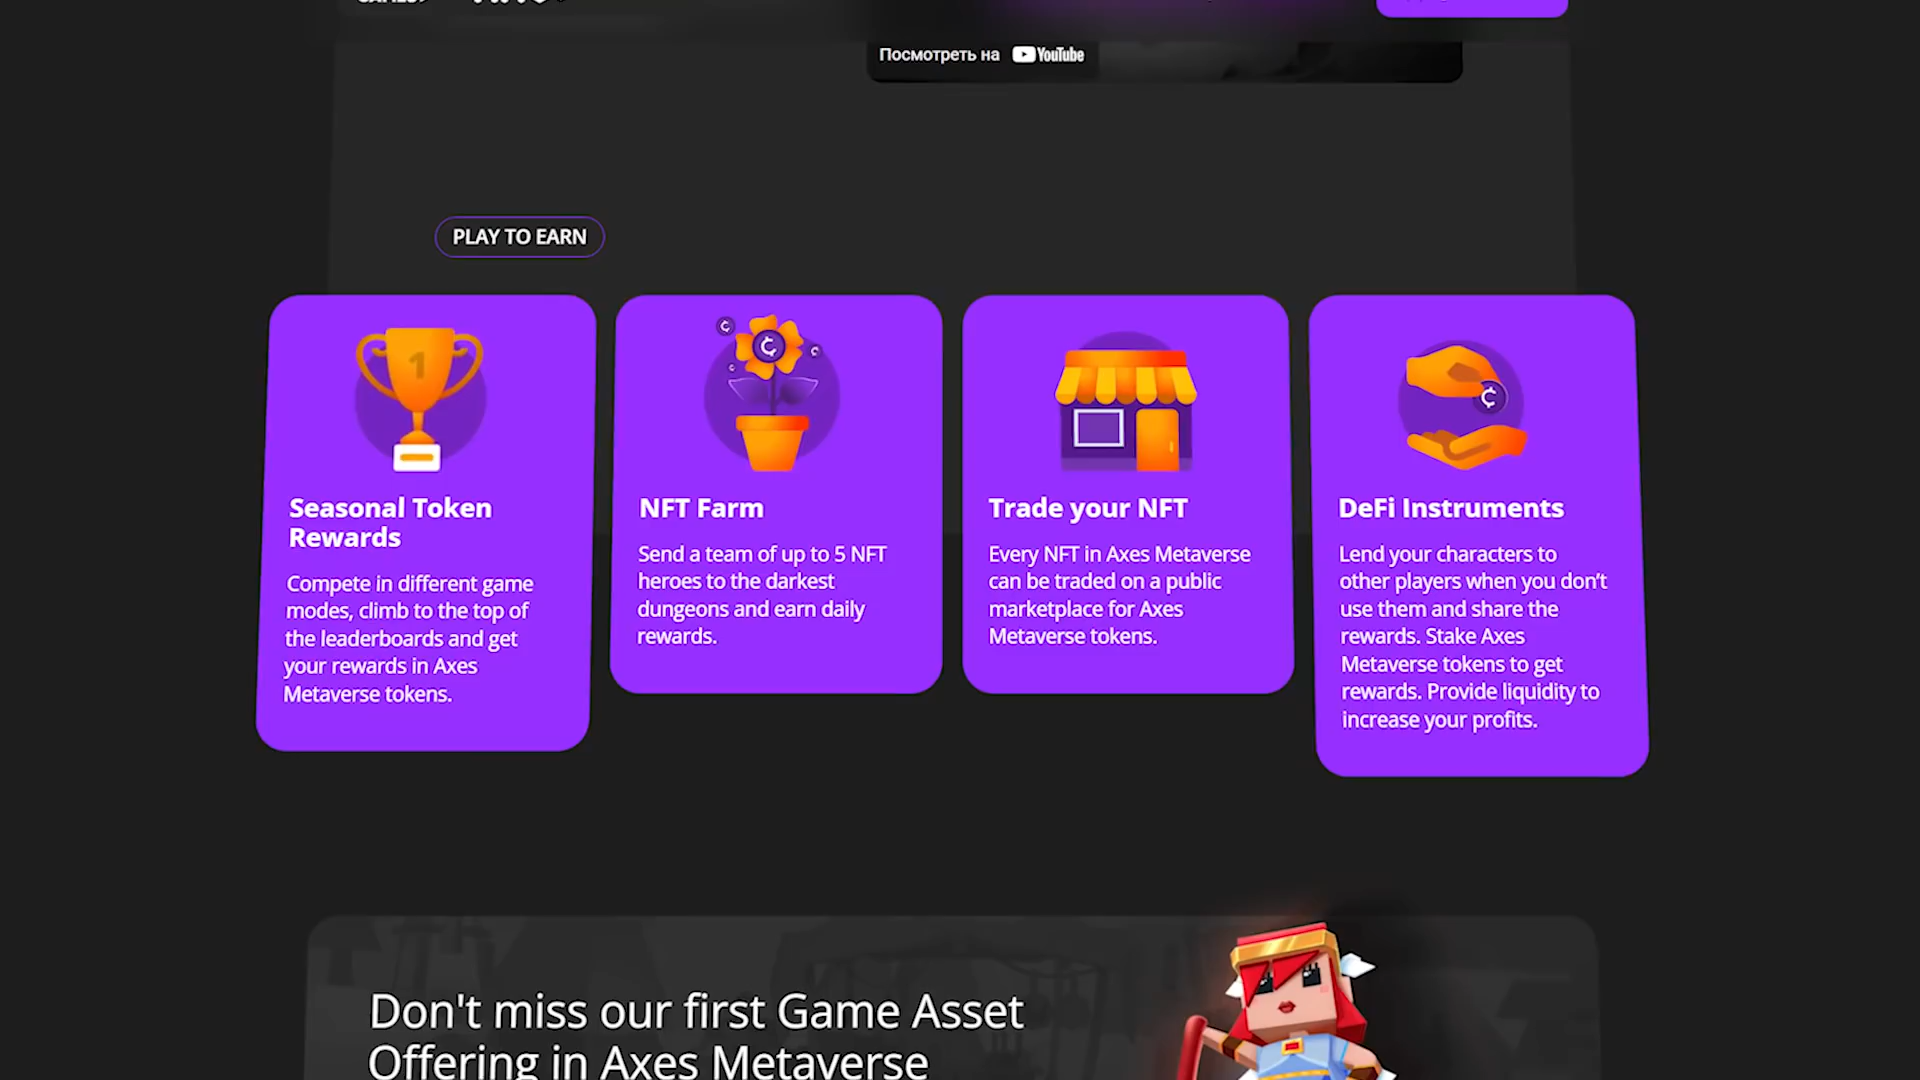 Посмотреть на YouTube
PLAY TO EARN
1
Seasonal Token
Rewards
Compete in different game
modes, climb to the top of
the leaderboards and get
your rewards in Axes
Metaverse tokens.
NFT Farm
Send a team of up to 5 NFT
heroes to the darkest
dungeons and earn daily
rewards.
Trade your NFT
Every NFT in Axes Metaverse
can be traded on a public
marketplace for Axes
Metaverse tokens.
DeFi Instruments
Lend your characters to
other players when you don’t
use them and share the
rewards. Stake Axes
Metaverse tokens to get
rewards. Provide liquidity to
increase your profits.
Don't miss our first Game Asset
Offering in Axes Metaverse